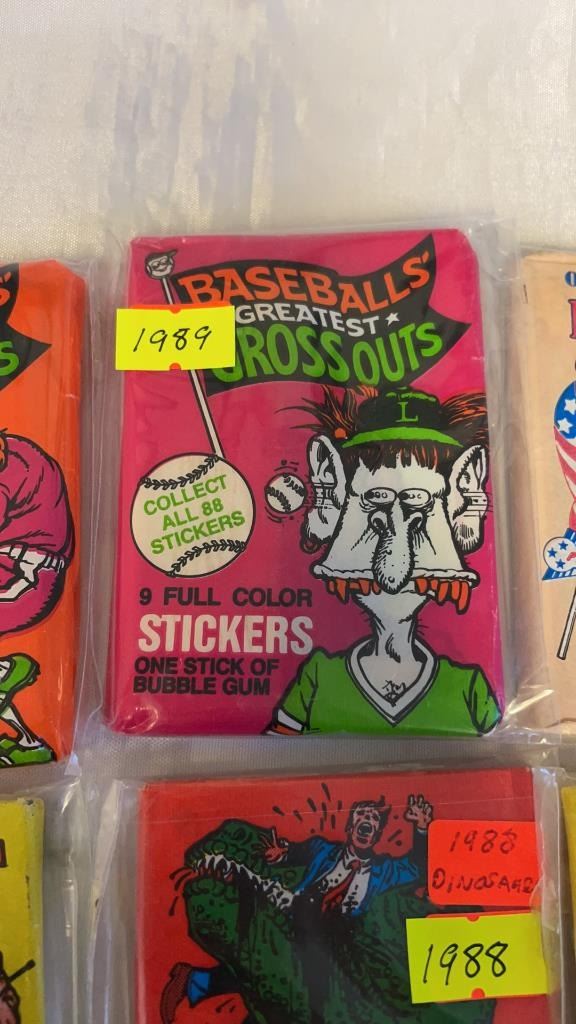 BASEBALLS'
GREATEST
GROSS OUTS
1989
L
COLLECT
ALL 88
STICKERS
9 FULL COLOR
STICKERS
ONE STICK OF
BUBBLE GUM
1988
DINOSAUR
1988